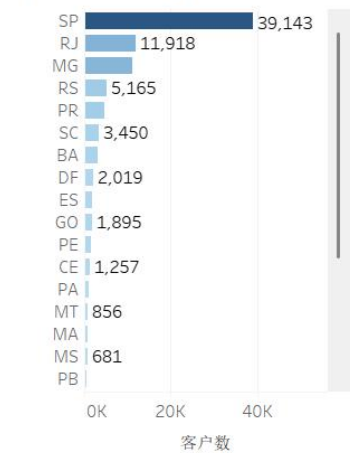 SP 39,143
RJ 11,918
MG
RS 5,165
PR
SC 3,450
BA
DF 2,019
ES
GO 1,895
PE
CE 1,257
PA
MT 856
MA
MS 681
PB
0K 20K 40K
客户数